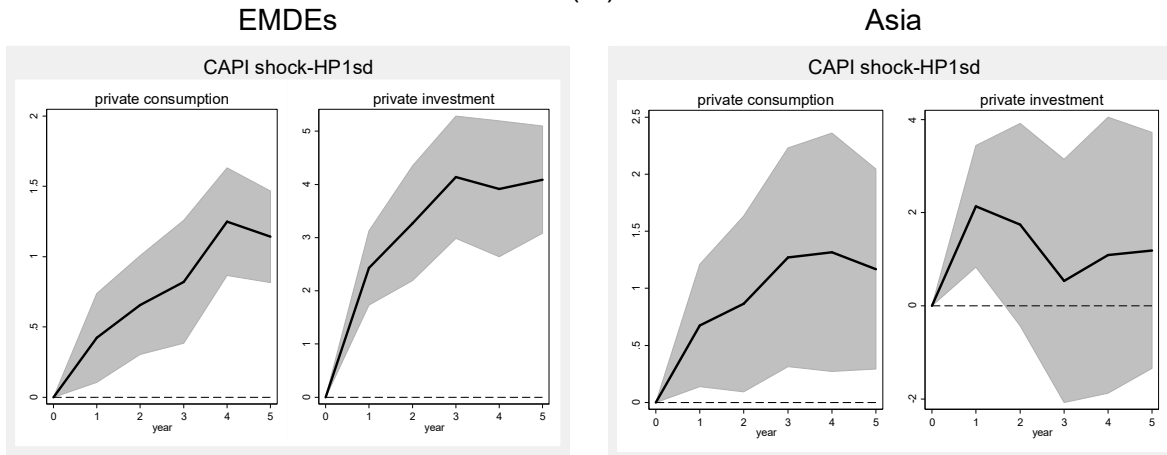 EMDEs
CAPI shock-HP1sd
private consumption
2
1.5
1
.5
0
0 1 2 3 4 5
year
private investment
5
4
3
2
1
0
0 1 2 3 4 5
year
Asia
CAPI shock-HP1sd
private consumption
2.5
2
1.5
1
.5
0
0 1 2 3 4 5
year
private investment
4
2
0
-2
0 1 2 3 4 5
year